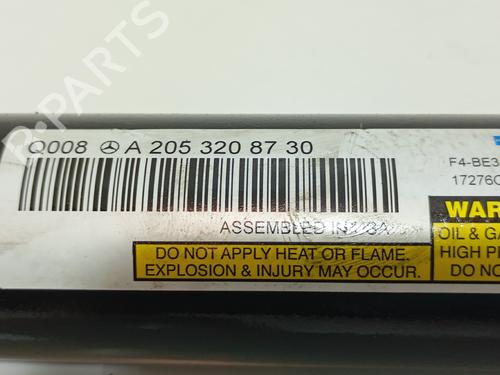 Q008 A 205 320 87 30
F4-BE3
17276
ASSEMBLED IN USA
WAR
OIL & GA
HIGH P
DO NO
DO NOT APPLY HEAT OR FLAME.
EXPLOSION & INJURY MAY OCCUR.
B-PARTS